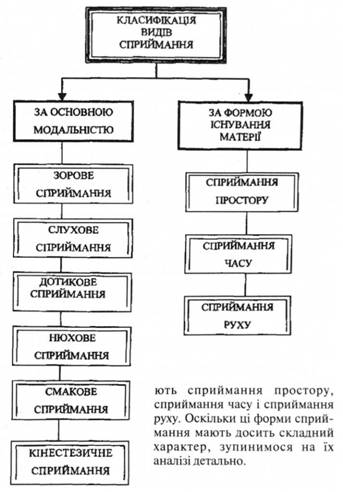 КЛАСИФІКАЦІЯ
ВИДІВ
СПРИЙМАННЯ
ЗА ОСНОВНОЮ
МОДАЛЬНІСТЮ
ЗОРОВЕ
СПРИЙМАННЯ
СЛУХОВЕ
СПРИЙМАННЯ
ДОТИКОВЕ
СПРИЙМАННЯ
НЮХОВЕ
СПРИЙМАННЯ
СМАКОВЕ
СПРИЙМАННЯ
КІНЕСТЕЗИЧНЕ
СПРИЙМАННЯ
ЗА ФОРМОЮ
ІСНУВАННЯ
МАТЕРІЇ
СПРИЙМАННЯ
ПРОСТОРУ
СПРИЙМАННЯ
ЧАСУ
СПРИЙМАННЯ
РУХУ
ють сприймання простору,
сприймання часу і сприймання
руху. Оскільки ці форми сприй-
мання мають досить складний
характер, зупинимося на їх
аналізі детально.